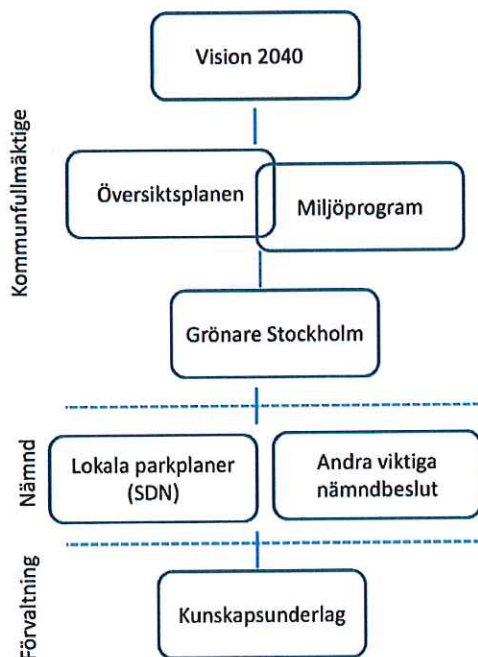 Vision 2040
Kommunfullmäktige
Översiktsplanen
Miljöprogram
Grönare Stockholm
Nämnd
Lokala parkplaner
(SDN)
Andra viktiga
nämndbeslut
Förvaltning
Kunskapsunderlag